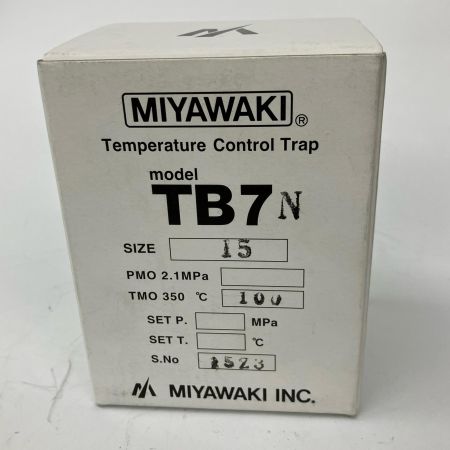 MIYAWAKI ®
Temperature Control Trap
model
TB7N
SIZE 15
PMO 2.1MPa
TMO 350 ℃ 100
SET P. MPa
SET T. ℃
S.No 1523
MIYAWAKI INC.